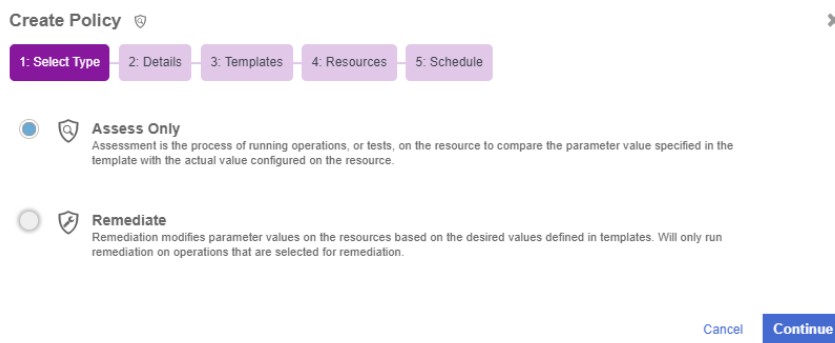 Create Policy
1: Select Type
2: Details
3: Templates
4: Resources
5: Schedule
Assess Only
Assessment is the process of running operations, or tests, on the resource to compare the parameter value specified in the
template with the actual value configured on the resource.
Remediate
Remediation modifies parameter values on the resources based on the desired values defined in templates. Will only run
remediation on operations that are selected for remediation.
Cancel
Continue